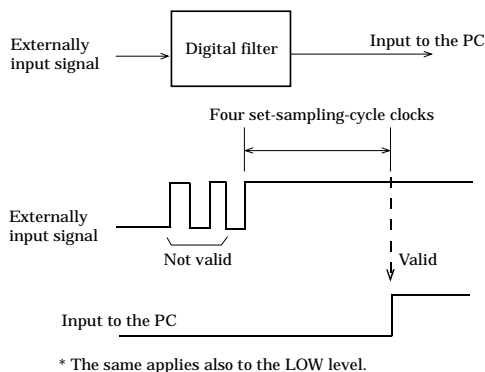 Externally
input signal
Digital filter
Input to the PC
Four set-sampling-cycle clocks
Externally
input signal
Not valid
Valid
Input to the PC
* The same applies also to the LOW level.